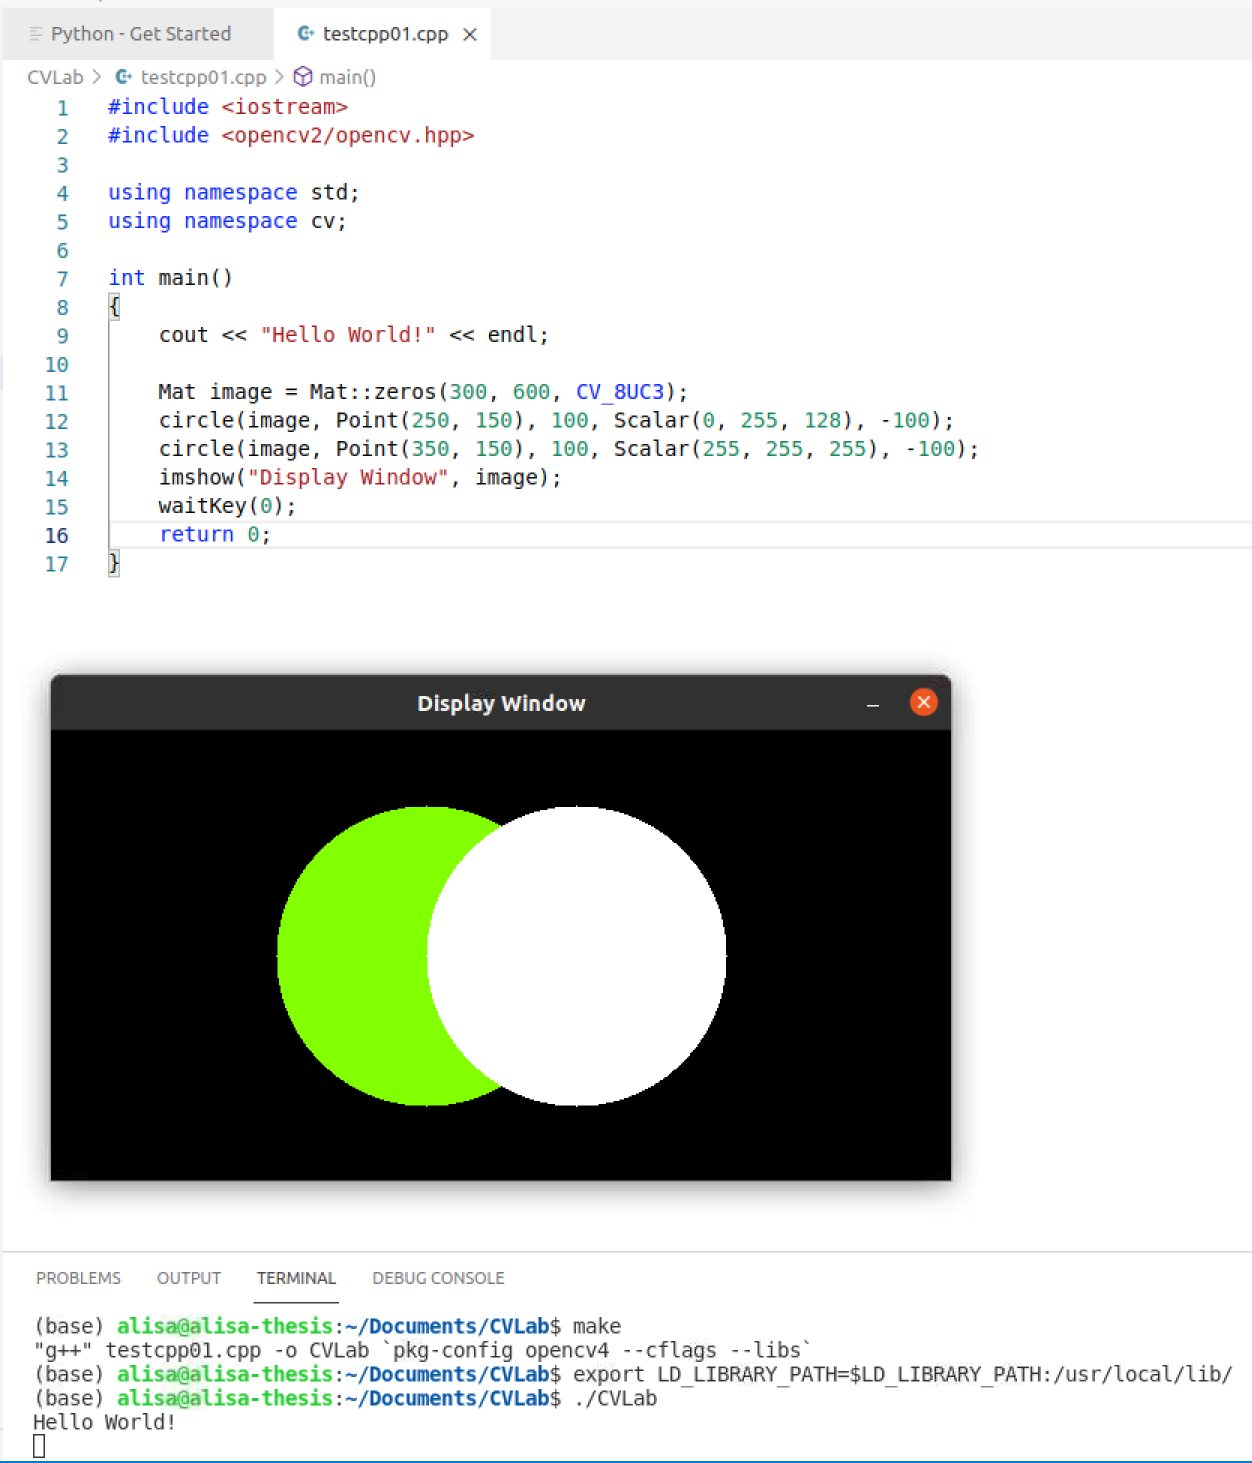 Python - Get Started testcpp01.cpp
CVLab > testcpp01.cpp > main()
1 #include <iostream>
2 #include <opencv2/opencv.hpp>
3
4 using namespace std;
5 using namespace cv;
6
7 int main()
8 {
9 cout << "Hello World!" << endl;
10
11 Mat image = Mat::zeros(300, 600, CV_8UC3);
12 circle(image, Point(250, 150), 100, Scalar(0, 255, 128), -100);
13 circle(image, Point(350, 150), 100, Scalar(255, 255, 255), -100);
14 imshow("Display Window", image);
15 waitKey(0);
16 return 0;
17 }
Display Window
PROBLEMS OUTPUT TERMINAL DEBUG CONSOLE
(base) alisa@alisa-thesis:~/Documents/CVLab$ make
"g++" testcpp01.cpp -o CVLab `pkg-config opencv4 --cflags --libs`
(base) alisa@alisa-thesis:~/Documents/CVLab$ export LD_LIBRARY_PATH=$LD_LIBRARY_PATH:/usr/local/lib/
(base) alisa@alisa-thesis:~/Documents/CVLab$ ./CVLab
Hello World!